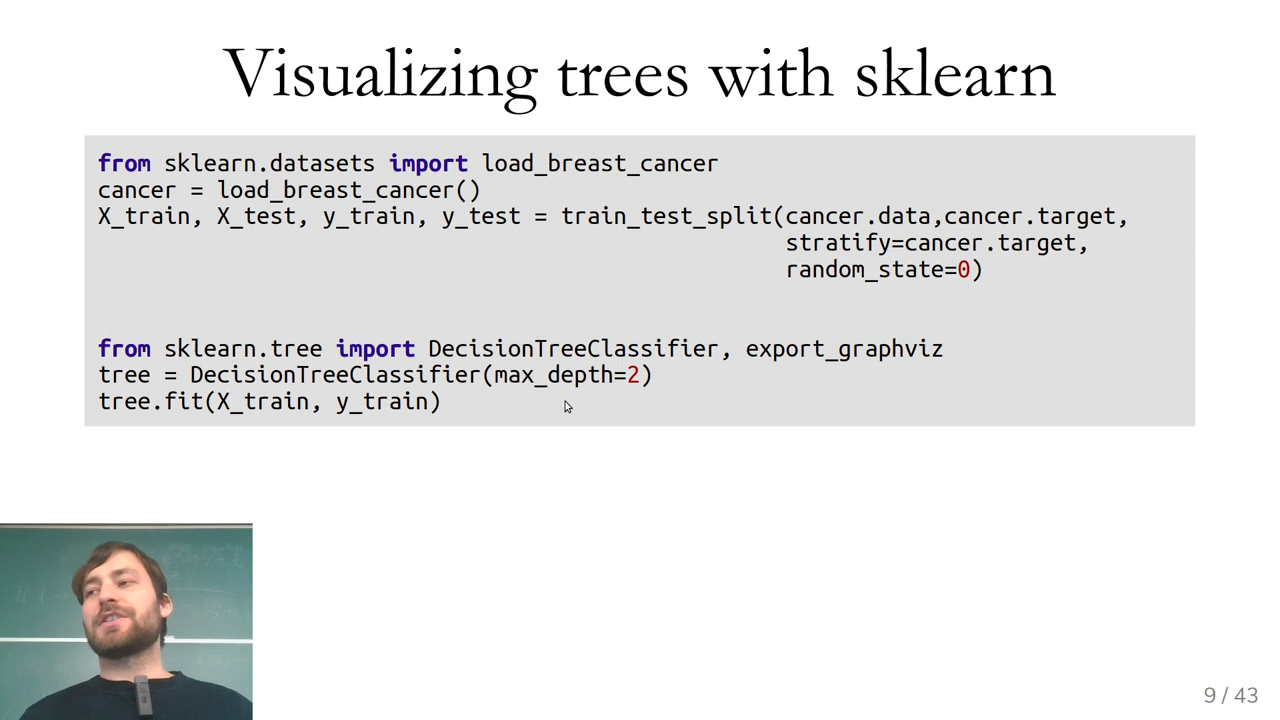 Visualizing trees with sklearn
from sklearn.datasets import load_breast_cancer
cancer = load_breast_cancer()
X_train, X_test, y_train, y_test = train_test_split(cancer.data,cancer.target,
stratify=cancer.target,
random_state=0)
from sklearn.tree import DecisionTreeClassifier, export_graphviz
tree = DecisionTreeClassifier(max_depth=2)
tree.fit(X_train, y_train)
9 / 43